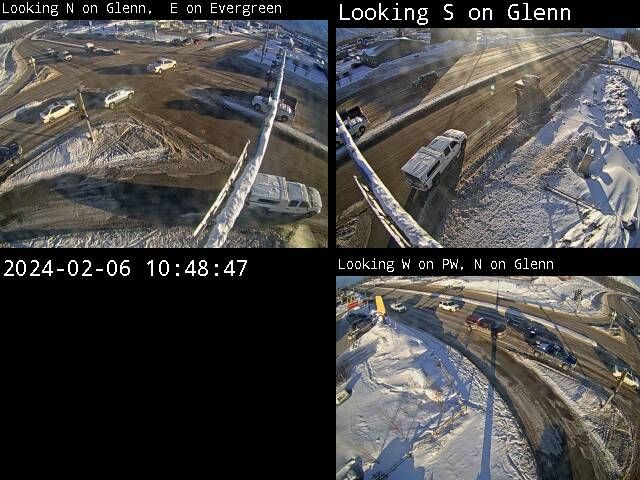 Looking N on Glenn,  E on Evergreen
Looking S on Glenn
2024-02-06 10:48:47
Looking W on PW, N on Glenn